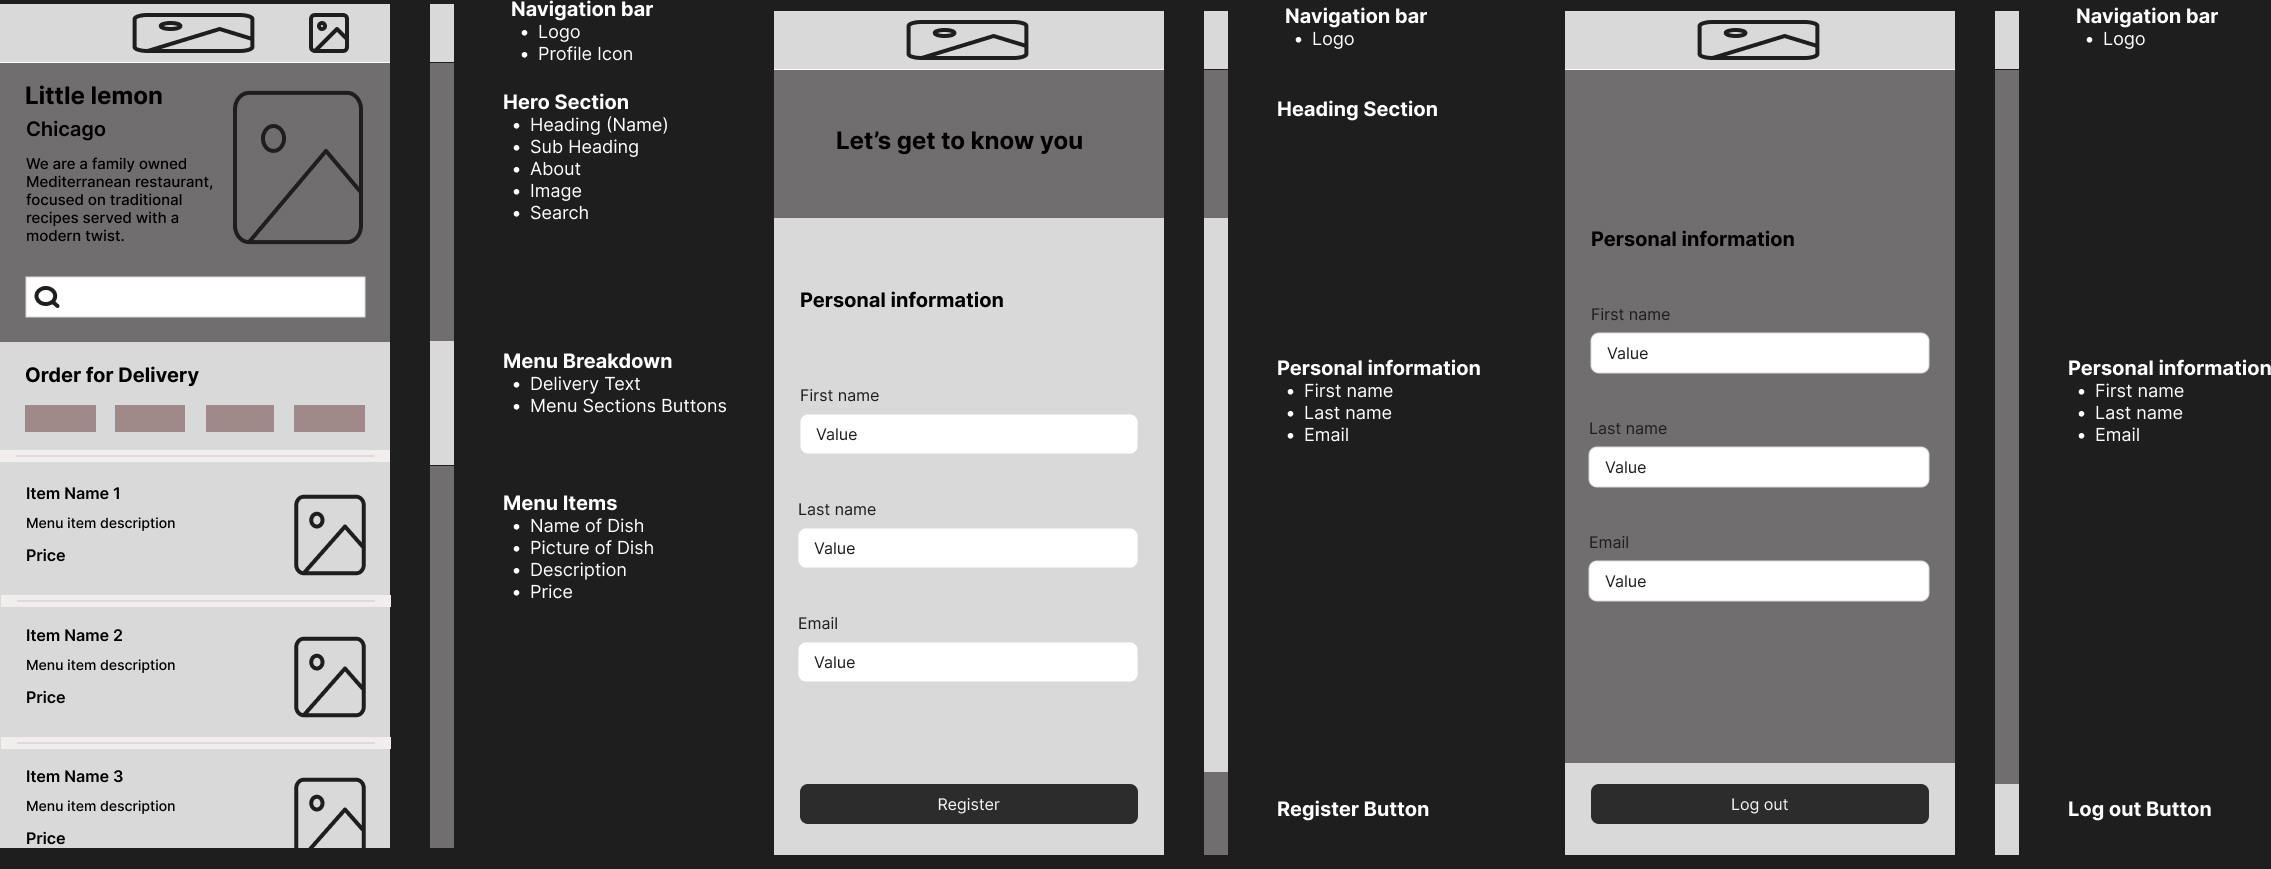 Little lemon
Chicago
We are a family owned
Mediterranean restaurant,
focused on traditional
recipes served with a
modern twist.
Order for Delivery
Item Name 1
Menu item description
Price
Item Name 2
Menu item description
Price
Item Name 3
Menu item description
Price
Navigation bar
• Logo
• Profile Icon
Hero Section
• Heading (Name)
• Sub Heading
• About
• Image
• Search
Menu Breakdown
• Delivery Text
• Menu Sections Buttons
Menu Items
• Name of Dish
• Picture of Dish
• Description
• Price
Let’s get to know you
Personal information
First name
Value
Last name
Value
Email
Value
Register
Navigation bar
• Logo
Heading Section
Personal information
• First name
• Last name
• Email
Register Button
Personal information
First name
Value
Last name
Value
Email
Value
Log out
Navigation bar
• Logo
Personal information
• First name
• Last name
• Email
Log out Button